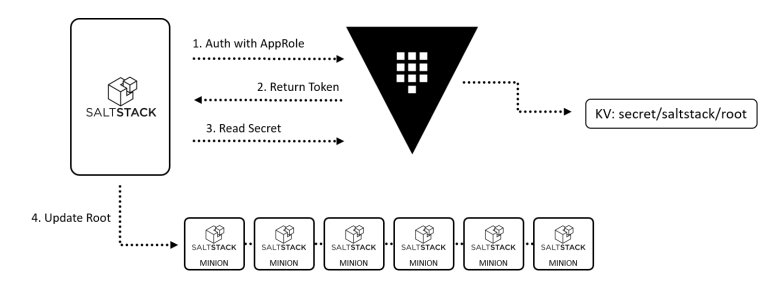 1. Auth with AppRole
2. Return Token
SALTSTACK
KV: secret/saltstack/root
3. Read Secret
4. Update Root
SALTSTACK
MINION
SALTSTACK
MINION
SALTSTACK
MINION
SALTSTACK
MINION
SALTSTACK
MINION
SALTSTACK
MINION